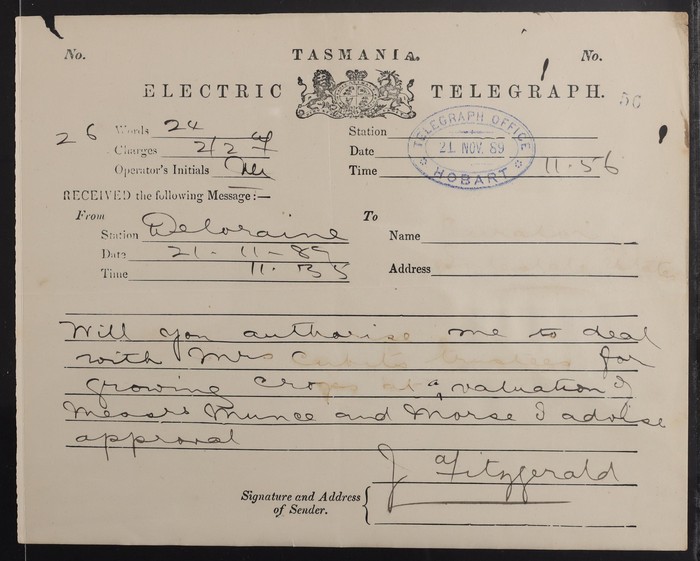 No. TASMANIA. No.
ELECTRIC TELEGRAPH.
56
26 Words 24
Charges 2/2
Operator's Initials
Station
Date
Time 11.56
TELEGRAPH OFFICE
21 NOV. 89
HOBART
RECEIVED the following Message:—
From
Station Deloraine
Date 21-11-89
Time 11.35
To
Name
Address
Will you authorise me to deal
with Mrs trustees for
growing crops at a valuation of
Messrs Munce and Morse I advise
approval
J Fitzgerald
Signature and Address
of Sender.